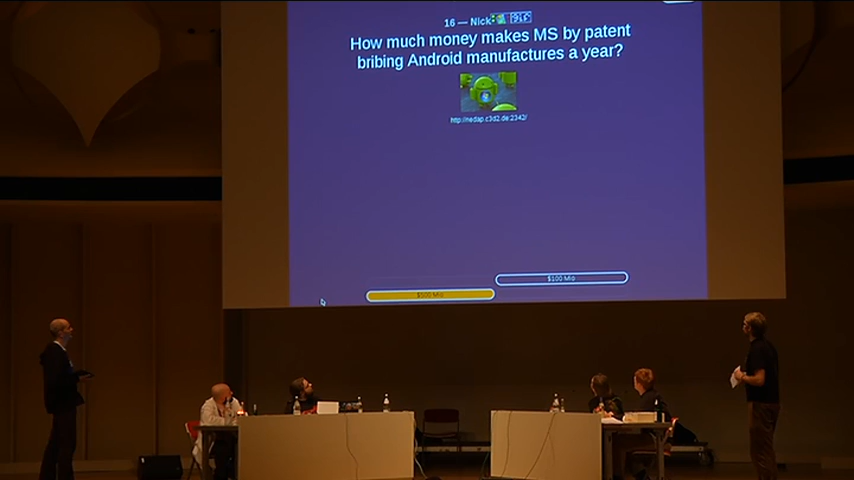 16 — Nick
How much money makes MS by patent
bribing Android manufactures a year?
http://nedap.c3d2.de:2342/
$100 Mio
$500 Mio